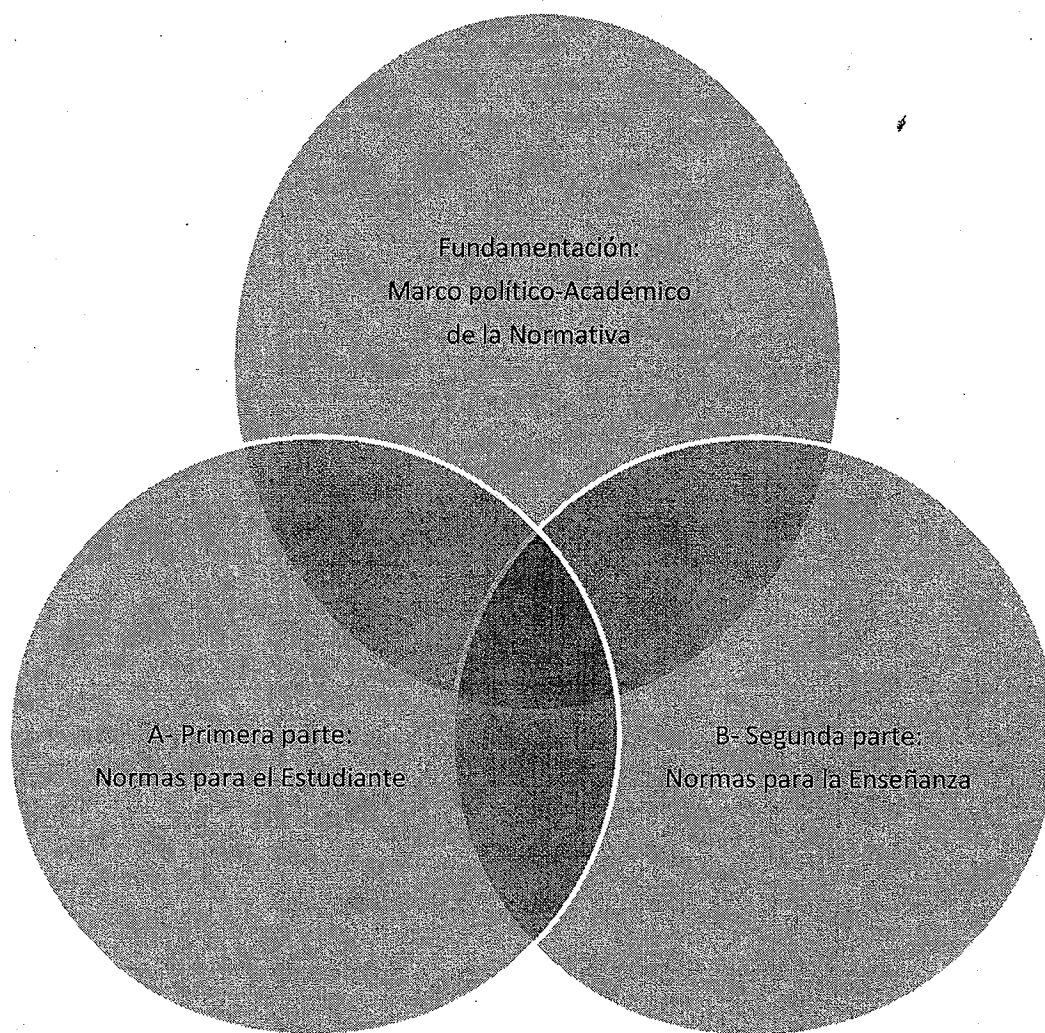 Fundamentación:
Marco político-Académico
de la Normativa
A- Primera parte:
Normas para el Estudiante
B- Segunda parte:
Normas para la Enseñanza